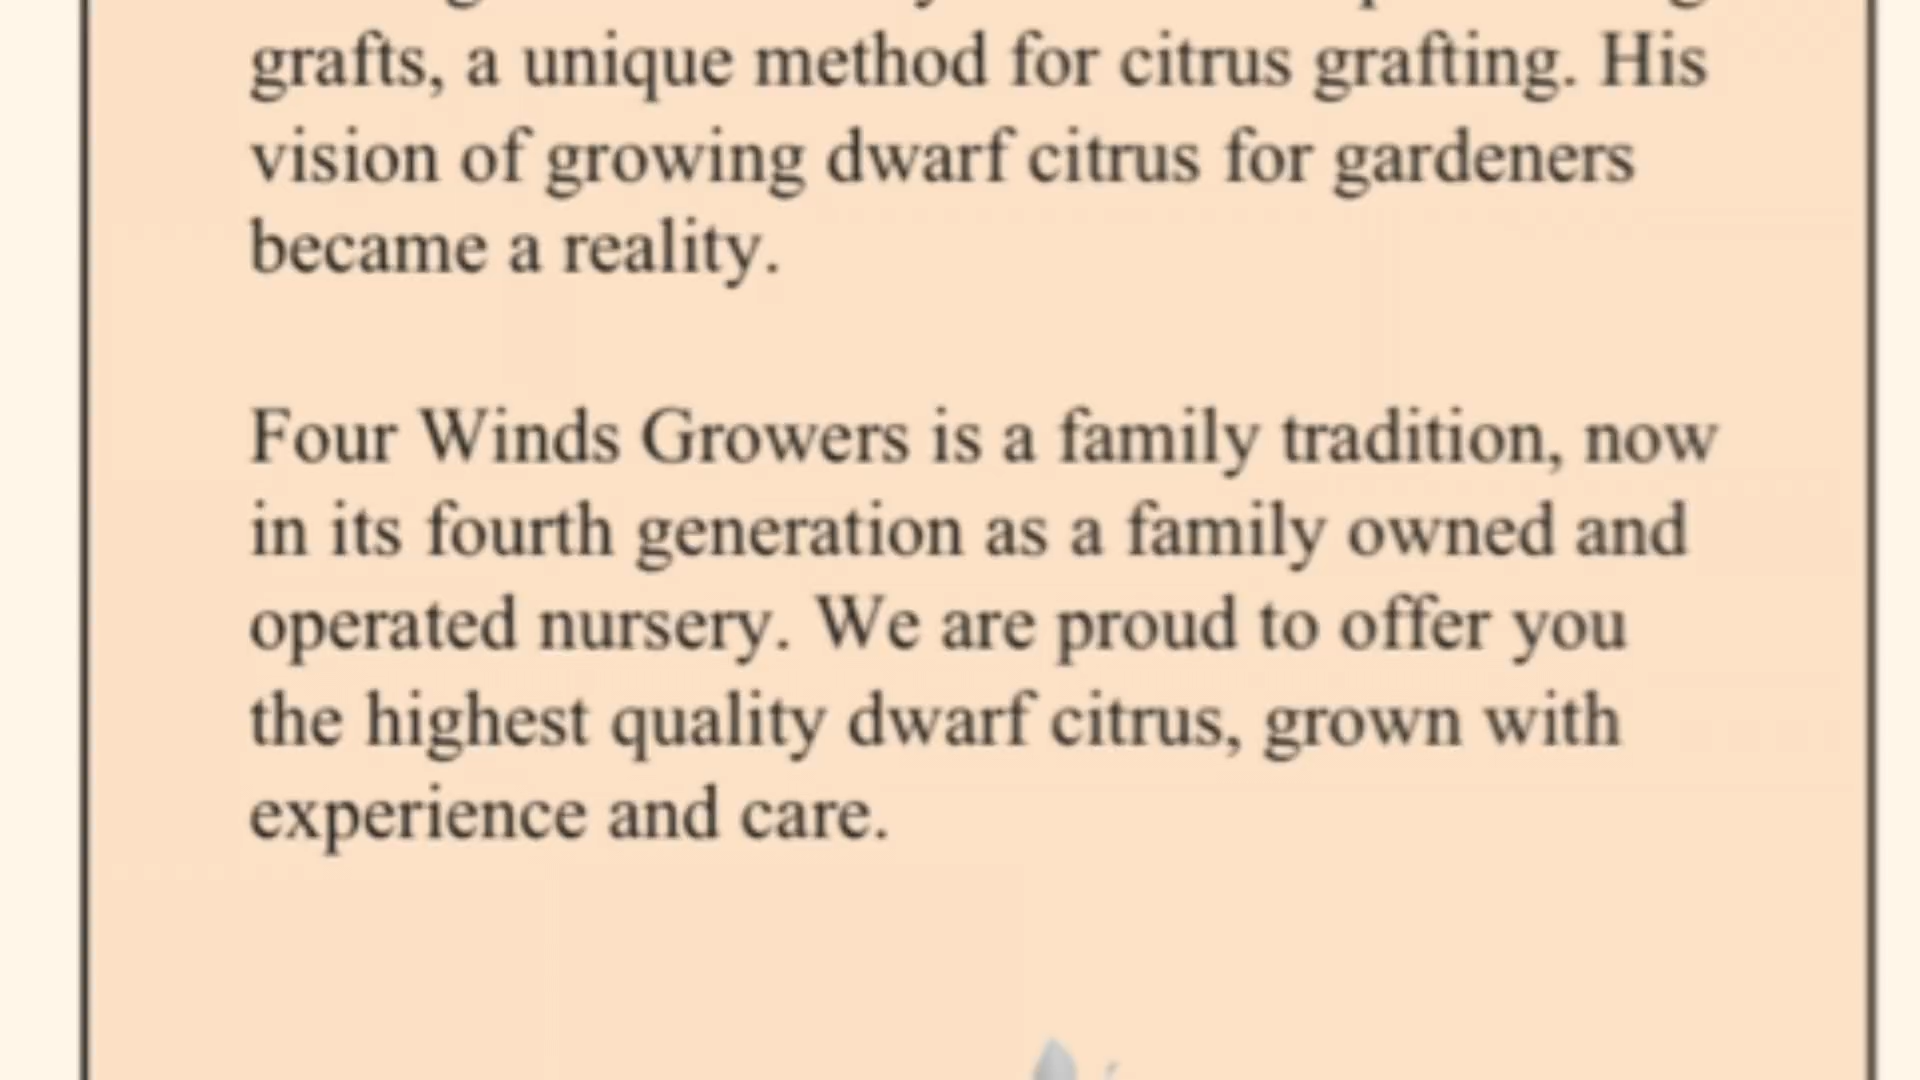 grafts, a unique method for citrus grafting. His
vision of growing dwarf citrus for gardeners
became a reality.
Four Winds Growers is a family tradition, now
in its fourth generation as a family owned and
operated nursery. We are proud to offer you
the highest quality dwarf citrus, grown with
experience and care.